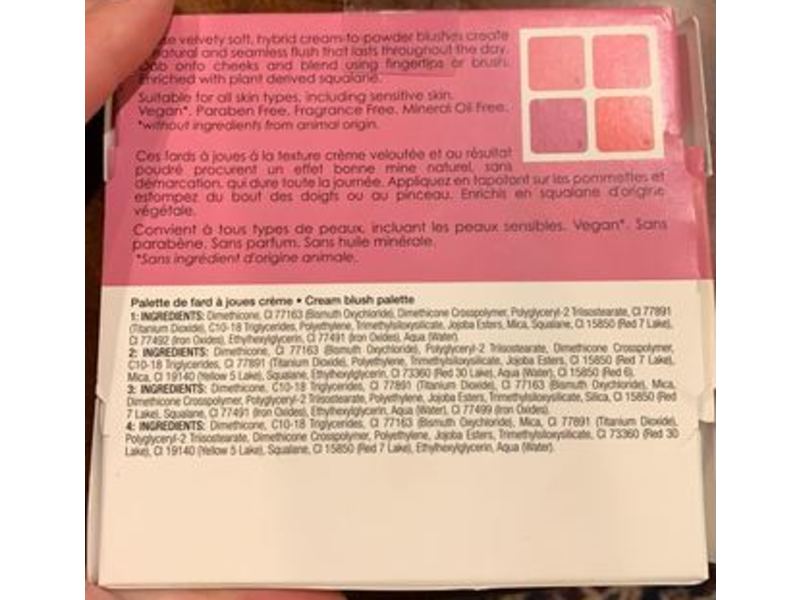 velvety soft, hybrid cream-to powder blushes create
natural and seamless flush that lasts throughout the day.
Dab onto cheeks and blend using fingertips or brush.
Enriched with plant derived squalane.
Suitable for all skin types, including sensitive skin.
Vegan*. Paraben Free. Fragrance Free. Mineral Oil Free.
*without ingredients from animal origin.
Ces fards à joues à la texture crème veloutée et au résultat
poudré procurent un effet bonne mine naturel, sans
démarcation, qui dure toute la journée. Appliquez en tapotant sur les pommettes et
estompez du bout des doigts ou au pinceau. Enrichis en squalane d'origine
végétale.
Convient à tous types de peaux, incluant les peaux sensibles. Vegan*. Sans
parabène. Sans parfum. Sans huile minérale.
*Sans ingrédient d'origine animale.
Palette de fard à joues crème • Cream blush palette
1: INGREDIENTS: Dimethicone, CI 77163 (Bismuth Oxychloride), Dimethicone Crosspolymer, Polyglyceryl-2 Triisostearate, CI 77891
(Titanium Dioxide), C10-18 Triglycerides, Polyethylene, Trimethylsiloxysilicate, Jojoba Esters, Mica, Squalane, CI 15850 (Red 7 Lake),
CI 77492 (Iron Oxides), Ethylhexylglycerin, CI 77491 (Iron Oxides), Aqua (Water).
2: INGREDIENTS: Dimethicone, CI 77163 (Bismuth Oxychloride), Polyglyceryl-2 Triisostearate, Dimethicone Crosspolymer,
C10-18 Triglycerides, CI 77891 (Titanium Dioxide), Polyethylene, Trimethylsiloxysilicate, Jojoba Esters, CI 15850 (Red 7 Lake),
Mica, CI 19140 (Yellow 5 Lake), Squalane, Ethylhexylglycerin, CI 73360 (Red 30 Lake), Aqua (Water), CI 15850 (Red 6).
3: INGREDIENTS: Dimethicone, C10-18 Triglycerides, CI 77891 (Titanium Dioxide), CI 77163 (Bismuth Oxychloride), Mica,
Dimethicone Crosspolymer, Polyglyceryl-2 Triisostearate, Polyethylene, Jojoba Esters, Trimethylsiloxysilicate, Silica, CI 15850 (Red
7 Lake), Squalane, CI 77491 (Iron Oxides), Ethylhexylglycerin, Aqua (Water), CI 77499 (Iron Oxides).
4: INGREDIENTS: Dimethicone, C10-18 Triglycerides, CI 77163 (Bismuth Oxychloride), Mica, CI 77891 (Titanium Dioxide),
Polyglyceryl-2 Triisostearate, Dimethicone Crosspolymer, Polyethylene, Jojoba Esters, Trimethylsiloxysilicate, CI 73360 (Red 30
Lake), CI 19140 (Yellow 5 Lake), Squalane, CI 15850 (Red 7 Lake), Ethylhexylglycerin, Aqua (Water).